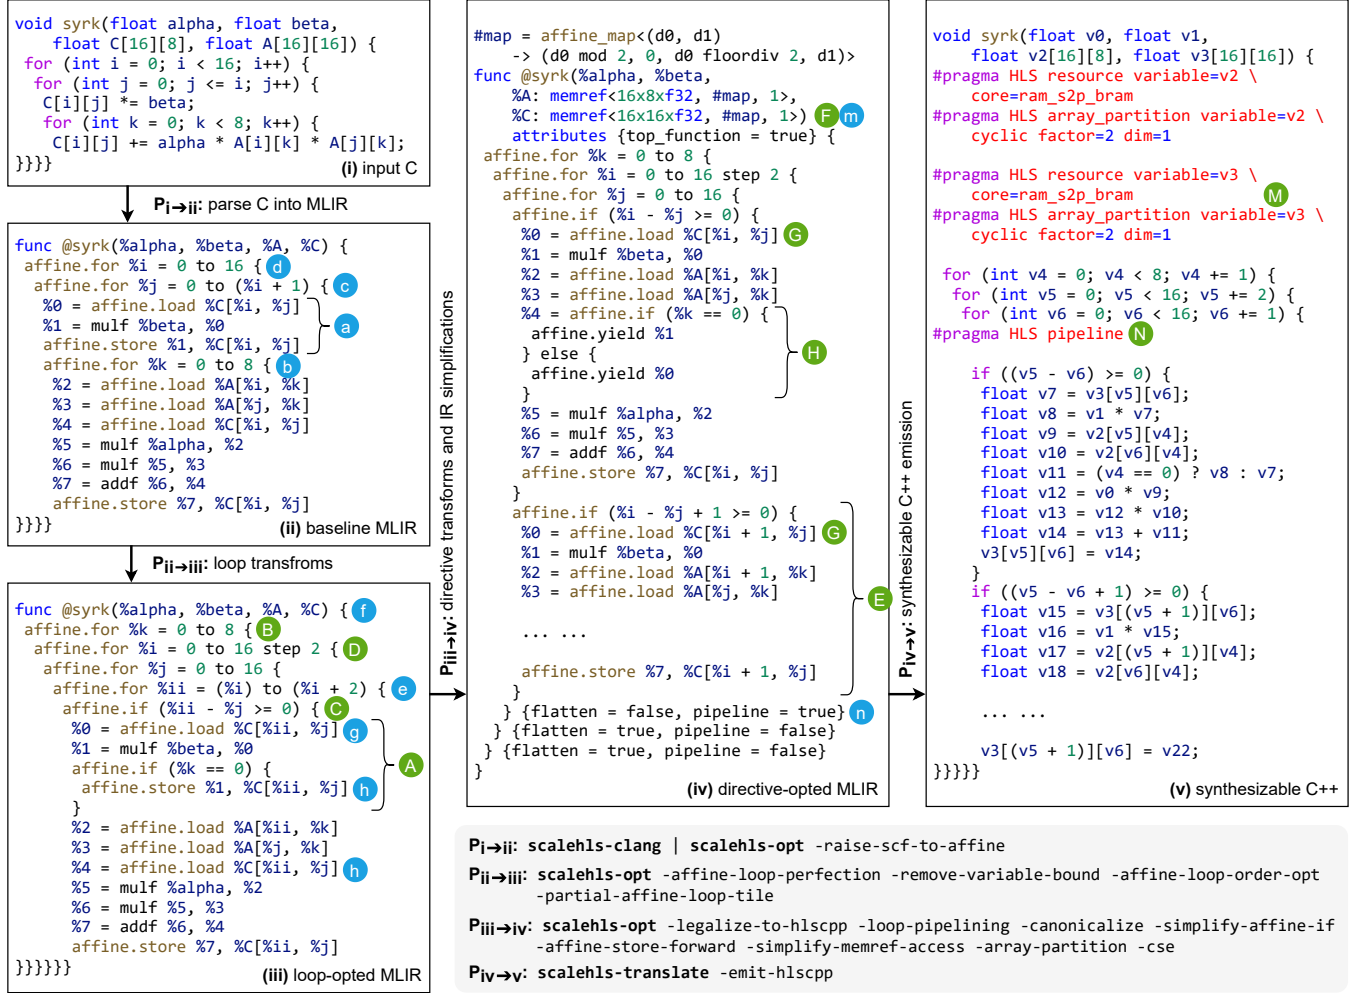 void syrk(float alpha, float beta,
float C[16][8], float A[16][16]) {
for (int i = 0; i < 16; i++) {
for (int j = 0; j <= i; j++) {
C[i][j] *= beta;
for (int k = 0; k < 8; k++) {
C[i][j] += alpha * A[i][k] * A[j][k];
}}}}
(i) input C
Pi→ii: parse C into MLIR
func @syrk(%alpha, %beta, %A, %C) {
affine.for %i = 0 to 16 { d
affine.for %j = 0 to (%i + 1) { c
%0 = affine.load %C[%i, %j]
%1 = mulf %beta, %0 a
affine.store %1, %C[%i, %j]
affine.for %k = 0 to 8 { b
%2 = affine.load %A[%i, %k]
%3 = affine.load %A[%j, %k]
%4 = affine.load %C[%i, %j]
%5 = mulf %alpha, %2
%6 = mulf %5, %3
%7 = addf %6, %4
affine.store %7, %C[%i, %j]
}}}}
(ii) baseline MLIR
Pii→iii: loop transfroms
func @syrk(%alpha, %beta, %A, %C) { f
affine.for %k = 0 to 8 { B
affine.for %i = 0 to 16 step 2 { D
affine.for %j = 0 to 16 {
affine.for %ii = (%i) to (%i + 2) { e
affine.if (%ii - %j >= 0) { C
%0 = affine.load %C[%ii, %j] g
%1 = mulf %beta, %0
affine.if (%k == 0) { A
affine.store %1, %C[%ii, %j] h
}
%2 = affine.load %A[%ii, %k]
%3 = affine.load %A[%j, %k]
%4 = affine.load %C[%ii, %j] h
%5 = mulf %alpha, %2
%6 = mulf %5, %3
%7 = addf %6, %4
affine.store %7, %C[%ii, %j]
}}}}}}
(iii) loop-opted MLIR
Piii→iv: directive transforms and IR simplifications
#map = affine_map<(d0, d1)
-> (d0 mod 2, 0, d0 floordiv 2, d1)>
func @syrk(%alpha, %beta,
%A: memref<16x8xf32, #map, 1>,
%C: memref<16x16xf32, #map, 1>) F m
attributes {top_function = true} {
affine.for %k = 0 to 8 {
affine.for %i = 0 to 16 step 2 {
affine.for %j = 0 to 16 {
affine.if (%i - %j >= 0) {
%0 = affine.load %C[%i, %j] G
%1 = mulf %beta, %0
%2 = affine.load %A[%i, %k]
%3 = affine.load %A[%j, %k]
%4 = affine.if (%k == 0) {
affine.yield %1
} else { H
affine.yield %0
}
%5 = mulf %alpha, %2
%6 = mulf %5, %3
%7 = addf %6, %4
affine.store %7, %C[%i, %j]
}
affine.if (%i - %j + 1 >= 0) {
%0 = affine.load %C[%i + 1, %j] G
%1 = mulf %beta, %0
%2 = affine.load %A[%i + 1, %k]
%3 = affine.load %A[%j, %k]
E
... ...
affine.store %7, %C[%i + 1, %j]
}
} {flatten = false, pipeline = true} n
} {flatten = true, pipeline = false}
} {flatten = true, pipeline = false}
}
(iv) directive-opted MLIR
Piv→v: synthesizable C++ emission
void syrk(float v0, float v1,
float v2[16][8], float v3[16][16]) {
#pragma HLS resource variable=v2 \
core=ram_s2p_bram
#pragma HLS array_partition variable=v2 \
cyclic factor=2 dim=1
#pragma HLS resource variable=v3 \
core=ram_s2p_bram M
#pragma HLS array_partition variable=v3 \
cyclic factor=2 dim=1
for (int v4 = 0; v4 < 8; v4 += 1) {
for (int v5 = 0; v5 < 16; v5 += 2) {
for (int v6 = 0; v6 < 16; v6 += 1) {
#pragma HLS pipeline N
if ((v5 - v6) >= 0) {
float v7 = v3[v5][v6];
float v8 = v1 * v7;
float v9 = v2[v5][v4];
float v10 = v2[v6][v4];
float v11 = (v4 == 0) ? v8 : v7;
float v12 = v0 * v9;
float v13 = v12 * v10;
float v14 = v13 + v11;
v3[v5][v6] = v14;
}
if ((v5 - v6 + 1) >= 0) {
float v15 = v3[(v5 + 1)][v6];
float v16 = v1 * v15;
float v17 = v2[(v5 + 1)][v4];
float v18 = v2[v6][v4];
... ...
v3[(v5 + 1)][v6] = v22;
}}}}}
(v) synthesizable C++
Pi→ii: scalehls-clang | scalehls-opt -raise-scf-to-affine
Pii→iii: scalehls-opt -affine-loop-perfection -remove-variable-bound -affine-loop-order-opt
-partial-affine-loop-tile
Piii→iv: scalehls-opt -legalize-to-hlscpp -loop-pipelining -canonicalize -simplify-affine-if
-affine-store-forward -simplify-memref-access -array-partition -cse
Piv→v: scalehls-translate -emit-hlscpp